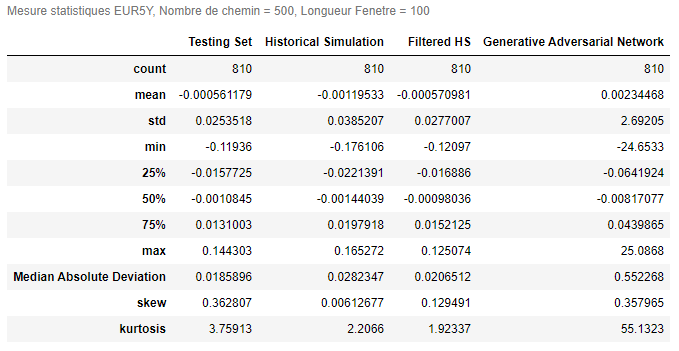 Mesure statistiques EUR5Y, Nombre de chemin = 500, Longueur Fenetre = 100
Testing Set Historical Simulation Filtered HS Generative Adversarial Network
count 810 810 810 810
mean -0.000561179 -0.00119533 -0.000570981 0.00234468
std 0.0253518 0.0385207 0.0277007 2.69205
min -0.11936 -0.176106 -0.12097 -24.6533
25% -0.0157725 -0.0221391 -0.016886 -0.0641924
50% -0.0010845 -0.00144039 -0.00098036 -0.00817077
75% 0.0131003 0.0197918 0.0152125 0.0439865
max 0.144303 0.165272 0.125074 25.0868
Median Absolute Deviation 0.0185896 0.0282347 0.0206512 0.552268
skew 0.362807 0.00612677 0.129491 0.357965
kurtosis 3.75913 2.2066 1.92337 55.1323